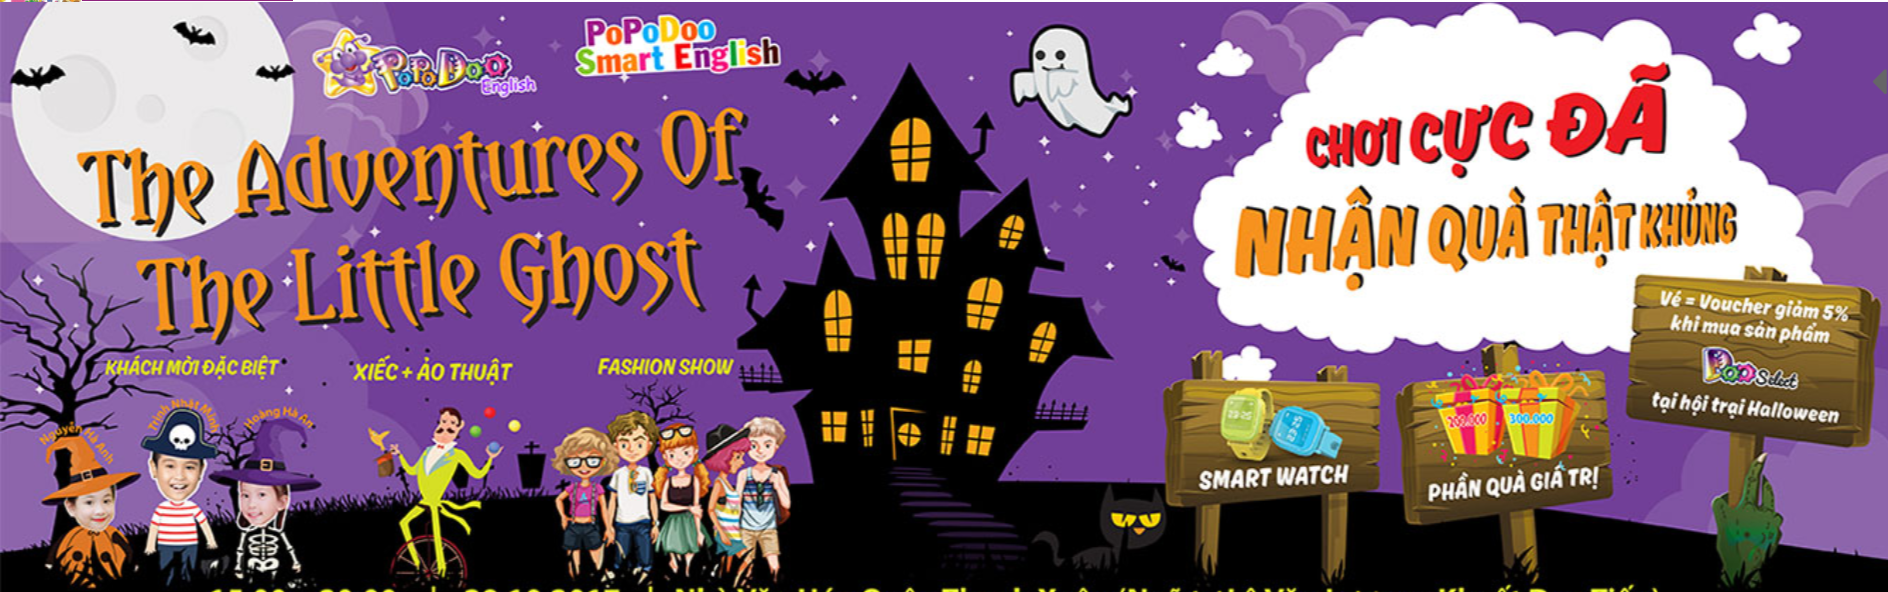 PoPoDoo
English
PoPoDoo
Smart English
The Adventures Of
The Little Ghost
KHÁCH MỜI ĐẶC BIỆT
XIẾC + ẢO THUẬT
FASHION SHOW
Nguyễn Hà Anh
Trịnh Nhật Minh
Hoàng Hà An
CHƠI CỰC ĐÃ
NHẬN QUÀ THẬT KHỦNG
SMART WATCH
200.000
300.000
PHẦN QUÀ GIÁ TRỊ
Vé = Voucher giảm 5%
khi mua sản phẩm
Doo Select
tại hội trại Halloween